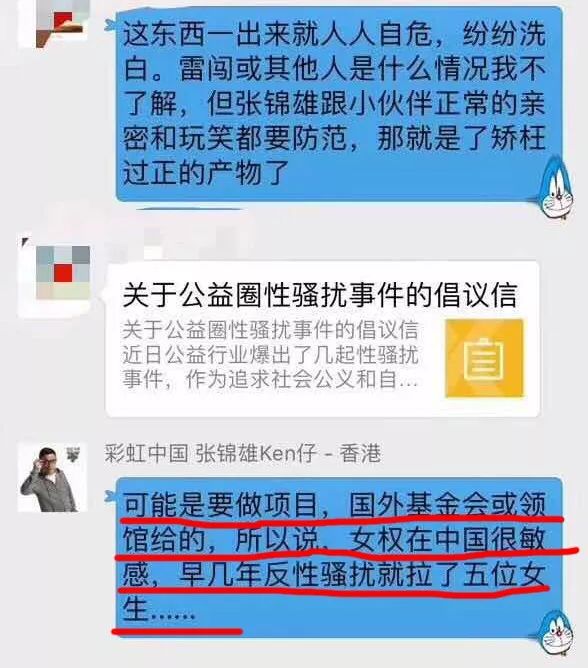 这东西一出来就人人自危，纷纷洗
白。雷闯或其他人是什么情况我不
了解，但张锦雄跟小伙伴正常的亲
密和玩笑都要防范，那就是了矫枉
过正的产物了
关于公益圈性骚扰事件的倡议信
关于公益圈性骚扰事件的倡议信
近日公益行业爆出了几起性骚扰
事件，作为追求社会公义和自...
彩虹中国 张锦雄Ken仔 – 香港
可能是要做项目，国外基金会或领
馆给的，所以说，女权在中国很敏
感，早几年反性骚扰就拉了五位女
生......